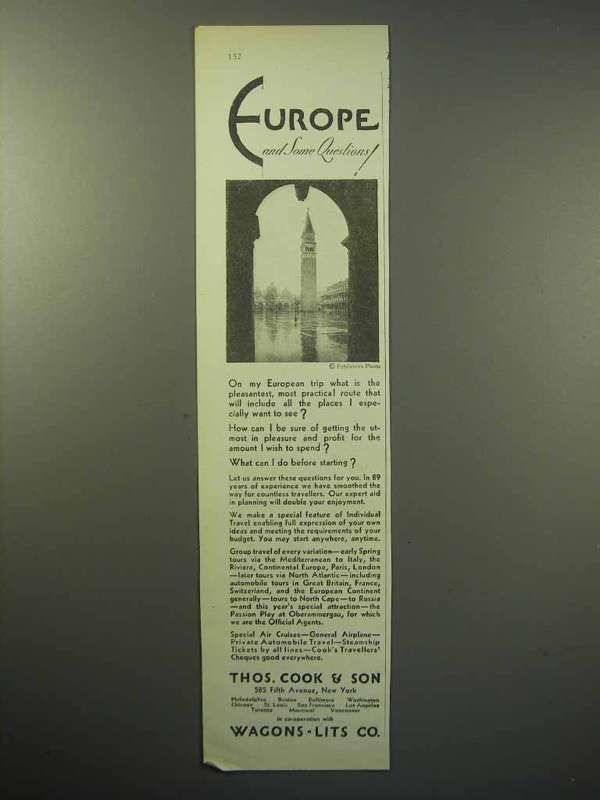 152
EUROPE
and Some Questions!
© Publishers Photo
On my European trip what is the
pleasantest, most practical route that
will include all the places I espe-
cially want to see?
How can I be sure of getting the ut-
most in pleasure and profit for the
amount I wish to spend?
What can I do before starting?
Let us answer these questions for you. In 89
years of experience we have smoothed the
way for countless travellers. Our expert aid
in planning will double your enjoyment.
We make a special feature of Individual
Travel enabling full expression of your own
ideas and meeting the requirements of your
budget. You may start anywhere, anytime.
Group travel of every variation—early Spring
tours via the Mediterranean to Italy, the
Riviera, Continental Europe, Paris, London
—later tours via North Atlantic—including
automobile tours in Great Britain, France,
Switzerland, and the European Continent
generally—tours to North Cape—to Russia
—and this year's special attraction—the
Passion Play at Oberammergau, for which
we are the Official Agents.
Special Air Cruises—General Airplane—
Private Automobile Travel—Steamship
Tickets by all lines—Cook's Travellers'
Cheques good everywhere.
THOS. COOK & SON
585 Fifth Avenue, New York
Philadelphia Boston Baltimore Washington
Chicago St. Louis San Francisco Los Angeles
Toronto Montreal Vancouver
in co-operation with
WAGONS-LITS CO.